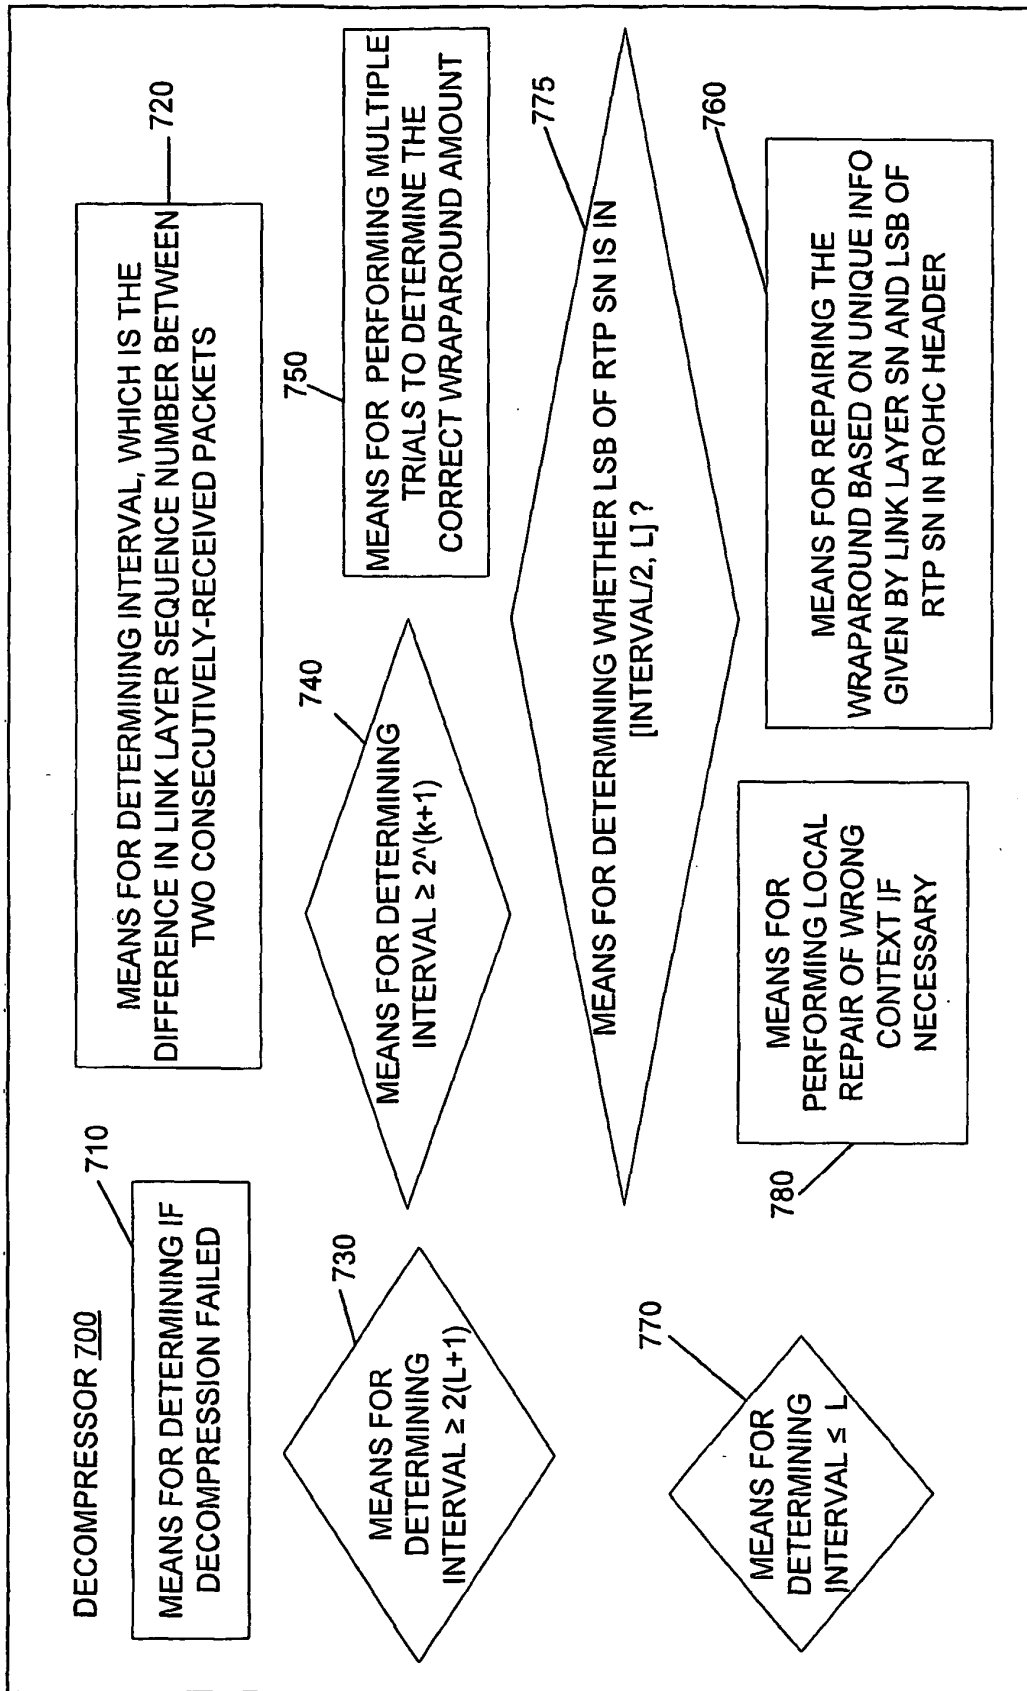 DECOMPRESSOR 700
710
MEANS FOR DETERMINING IF
DECOMPRESSION FAILED
720
MEANS FOR DETERMINING INTERVAL, WHICH IS THE
DIFFERENCE IN LINK LAYER SEQUENCE NUMBER BETWEEN
TWO CONSECUTIVELY-RECEIVED PACKETS
730
MEANS FOR
DETERMINING
INTERVAL ≥ 2(L+1)
740
MEANS FOR DETERMINING
INTERVAL ≥ 2^(k+1)
750
MEANS FOR PERFORMING MULTIPLE
TRIALS TO DETERMINE THE
CORRECT WRAPAROUND AMOUNT
770
MEANS FOR
DETERMINING
INTERVAL ≤ L
775
MEANS FOR DETERMINING WHETHER LSB OF RTP SN IS IN
[INTERVAL/2, L] ?
780
MEANS FOR
PERFORMING LOCAL
REPAIR OF WRONG
CONTEXT IF
NECESSARY
760
MEANS FOR REPAIRING THE
WRAPAROUND BASED ON UNIQUE INFO
GIVEN BY LINK LAYER SN AND LSB OF
RTP SN IN ROHC HEADER